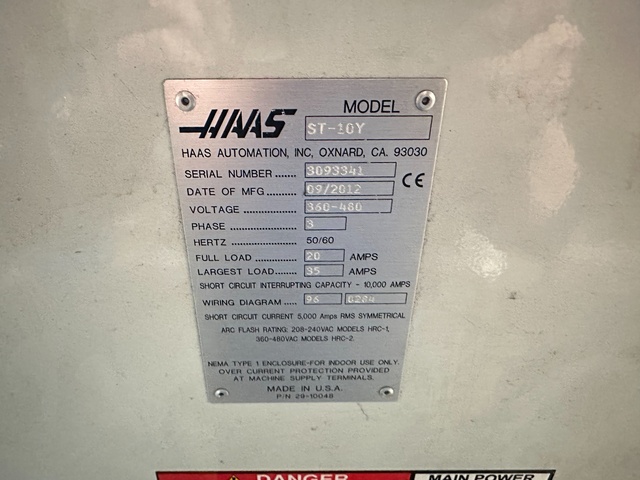 HAAS
MODEL
ST-10Y
HAAS AUTOMATION, INC, OXNARD, CA. 93030
SERIAL NUMBER ....... 3093341
DATE OF MFG.......... 09/2012
CE
VOLTAGE ................ 360-480
PHASE .................... 3
HERTZ ..................... 50/60
FULL LOAD ............. 20 AMPS
LARGEST LOAD....... 35 AMPS
SHORT CIRCUIT INTERRUPTING CAPACITY - 10,000 AMPS
WIRING DIAGRAM ..... 96 0284
SHORT CIRCUIT CURRENT 5,000 Amps RMS SYMMETRICAL
ARC FLASH RATING: 208-240VAC MODELS HRC-1,
360-480VAC MODELS HRC-2.
NEMA TYPE 1 ENCLOSURE-FOR INDOOR USE ONLY.
OVER CURRENT PROTECTION PROVIDED
AT MACHINE SUPPLY TERMINALS.
MADE IN U.S.A.
P/N 29-10048
DANGER
MAIN POWER